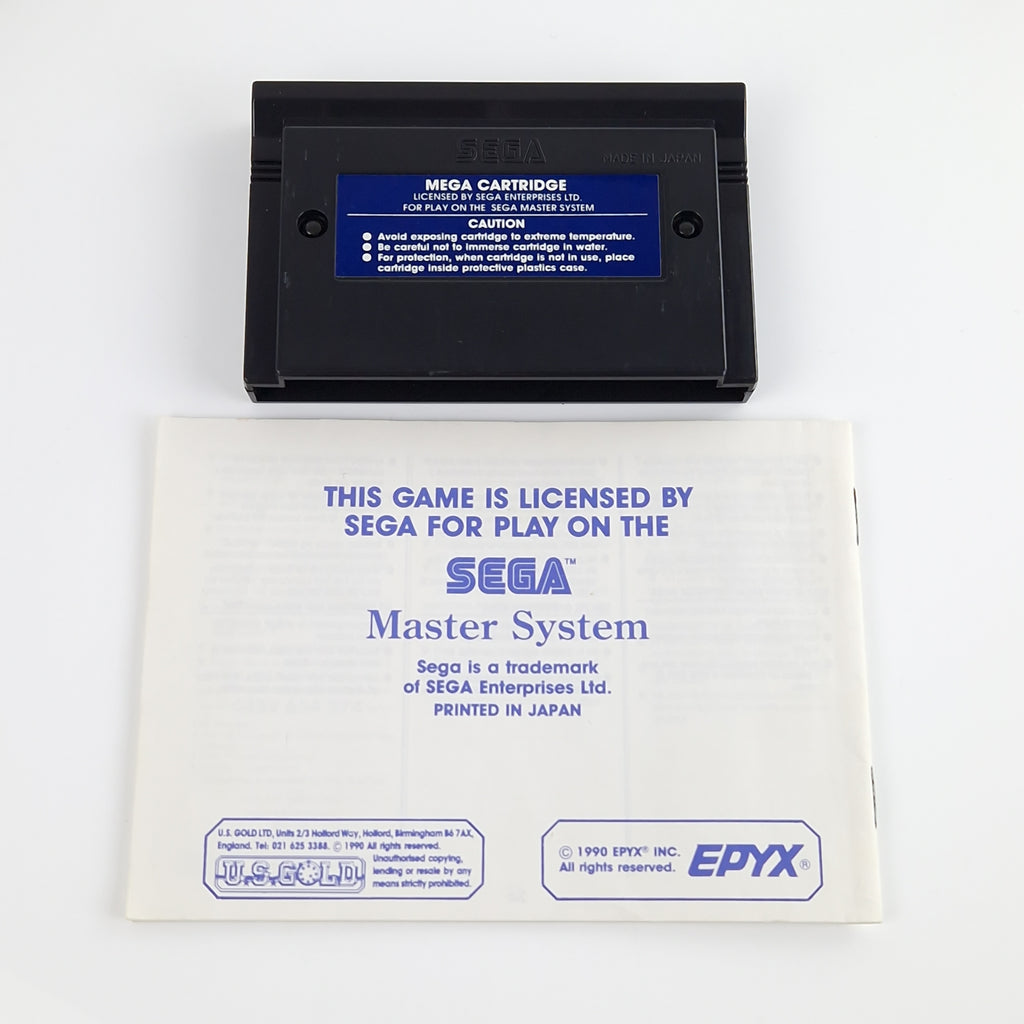 SEGA
MADE IN JAPAN
MEGA CARTRIDGE
LICENSED BY SEGA ENTERPRISES LTD.
FOR PLAY ON THE SEGA MASTER SYSTEM
CAUTION
● Avoid exposing cartridge to extreme temperature.
● Be careful not to immerse cartridge in water.
● For protection, when cartridge is not in use, place
cartridge inside protective plastics case.
THIS GAME IS LICENSED BY
SEGA FOR PLAY ON THE
SEGA™
Master System
Sega is a trademark
of SEGA Enterprises Ltd.
PRINTED IN JAPAN
U.S. GOLD LTD, Units 2/3 Holford Way, Holford, Birmingham B6 7AX,
England. Tel: 021 625 3388. © 1990 All rights reserved.
U.S. GOLD
Unauthorised copying,
lending or resale by any
means strictly prohibited.
© 1990 EPYX® INC.
All rights reserved.
EPYX®